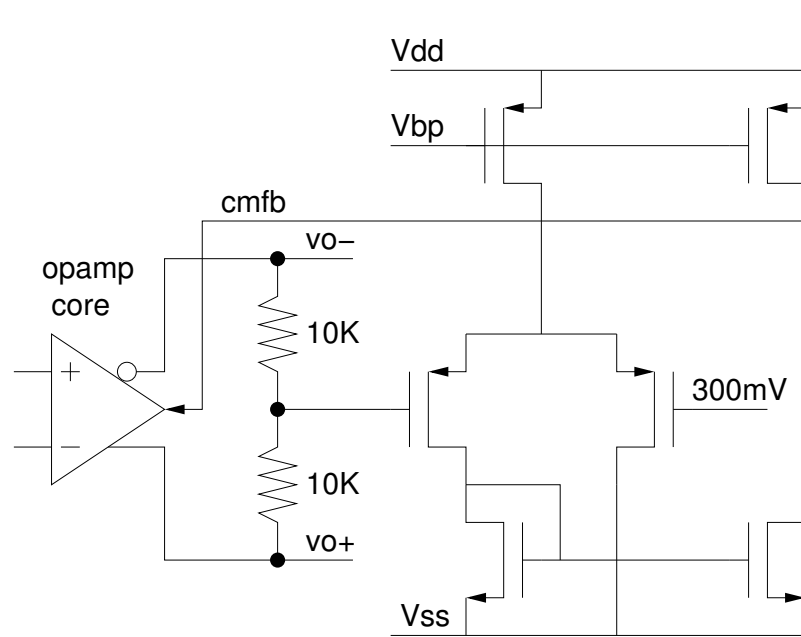 Vdd
Vbp
cmfb
vo−
opamp
core
10K
+
300mV
−
10K
vo+
Vss